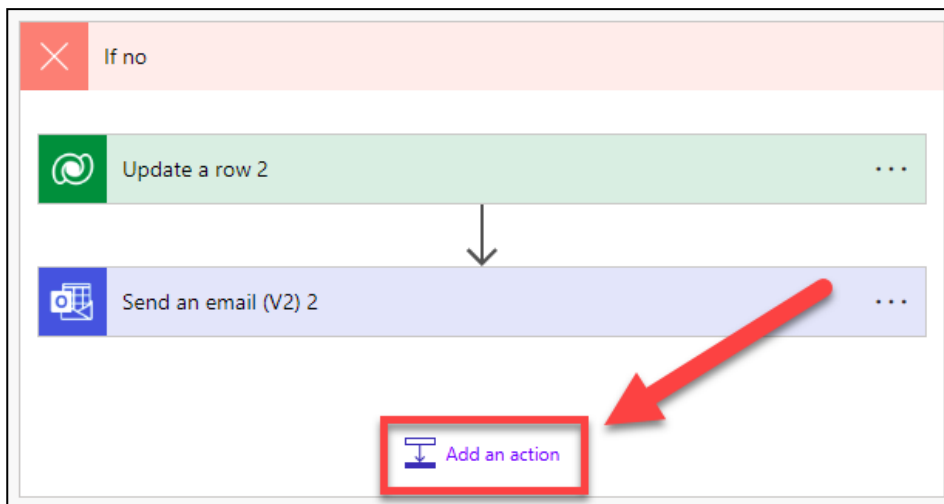 If no
Update a row 2
Send an email (V2) 2
Add an action